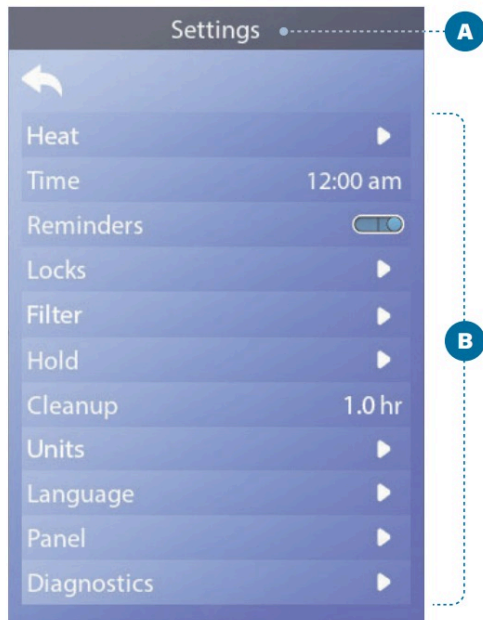 Settings
A
Heat
Time 12:00 am
Reminders
Locks
Filter
Hold
B
Cleanup 1.0 hr
Units
Language
Panel
Diagnostics